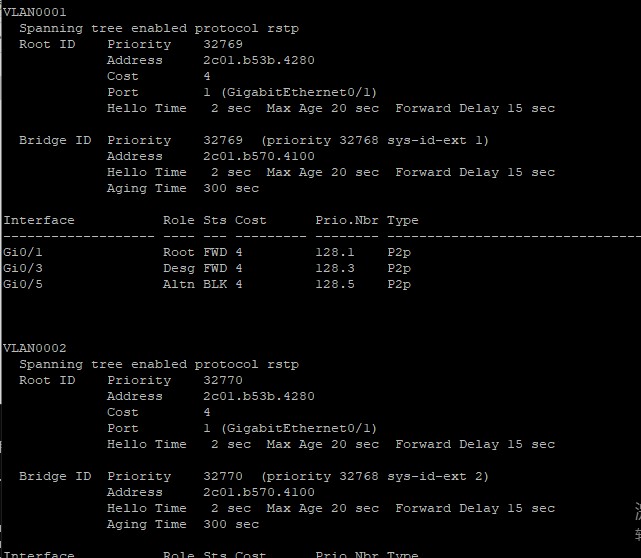 VLAN0001
  Spanning tree enabled protocol rstp
  Root ID    Priority    32769
             Address     2c01.b53b.4280
             Cost        4
             Port        1 (GigabitEthernet0/1)
             Hello Time   2 sec  Max Age 20 sec  Forward Delay 15 sec
  Bridge ID  Priority    32769  (priority 32768 sys-id-ext 1)
             Address     2c01.b570.4100
             Hello Time   2 sec  Max Age 20 sec  Forward Delay 15 sec
             Aging Time  300 sec
Interface           Role Sts Cost      Prio.Nbr Type
------------------- ---- --- --------- -------- --------------------------------
Gi0/1               Root FWD 4         128.1    P2p
Gi0/3               Desg FWD 4         128.3    P2p
Gi0/5               Altn BLK 4         128.5    P2p
VLAN0002
  Spanning tree enabled protocol rstp
  Root ID    Priority    32770
             Address     2c01.b53b.4280
             Cost        4
             Port        1 (GigabitEthernet0/1)
             Hello Time   2 sec  Max Age 20 sec  Forward Delay 15 sec
  Bridge ID  Priority    32770  (priority 32768 sys-id-ext 2)
             Address     2c01.b570.4100
             Hello Time   2 sec  Max Age 20 sec  Forward Delay 15 sec
             Aging Time  300 sec
Interface           Role Sts Cost      Prio.Nbr Type